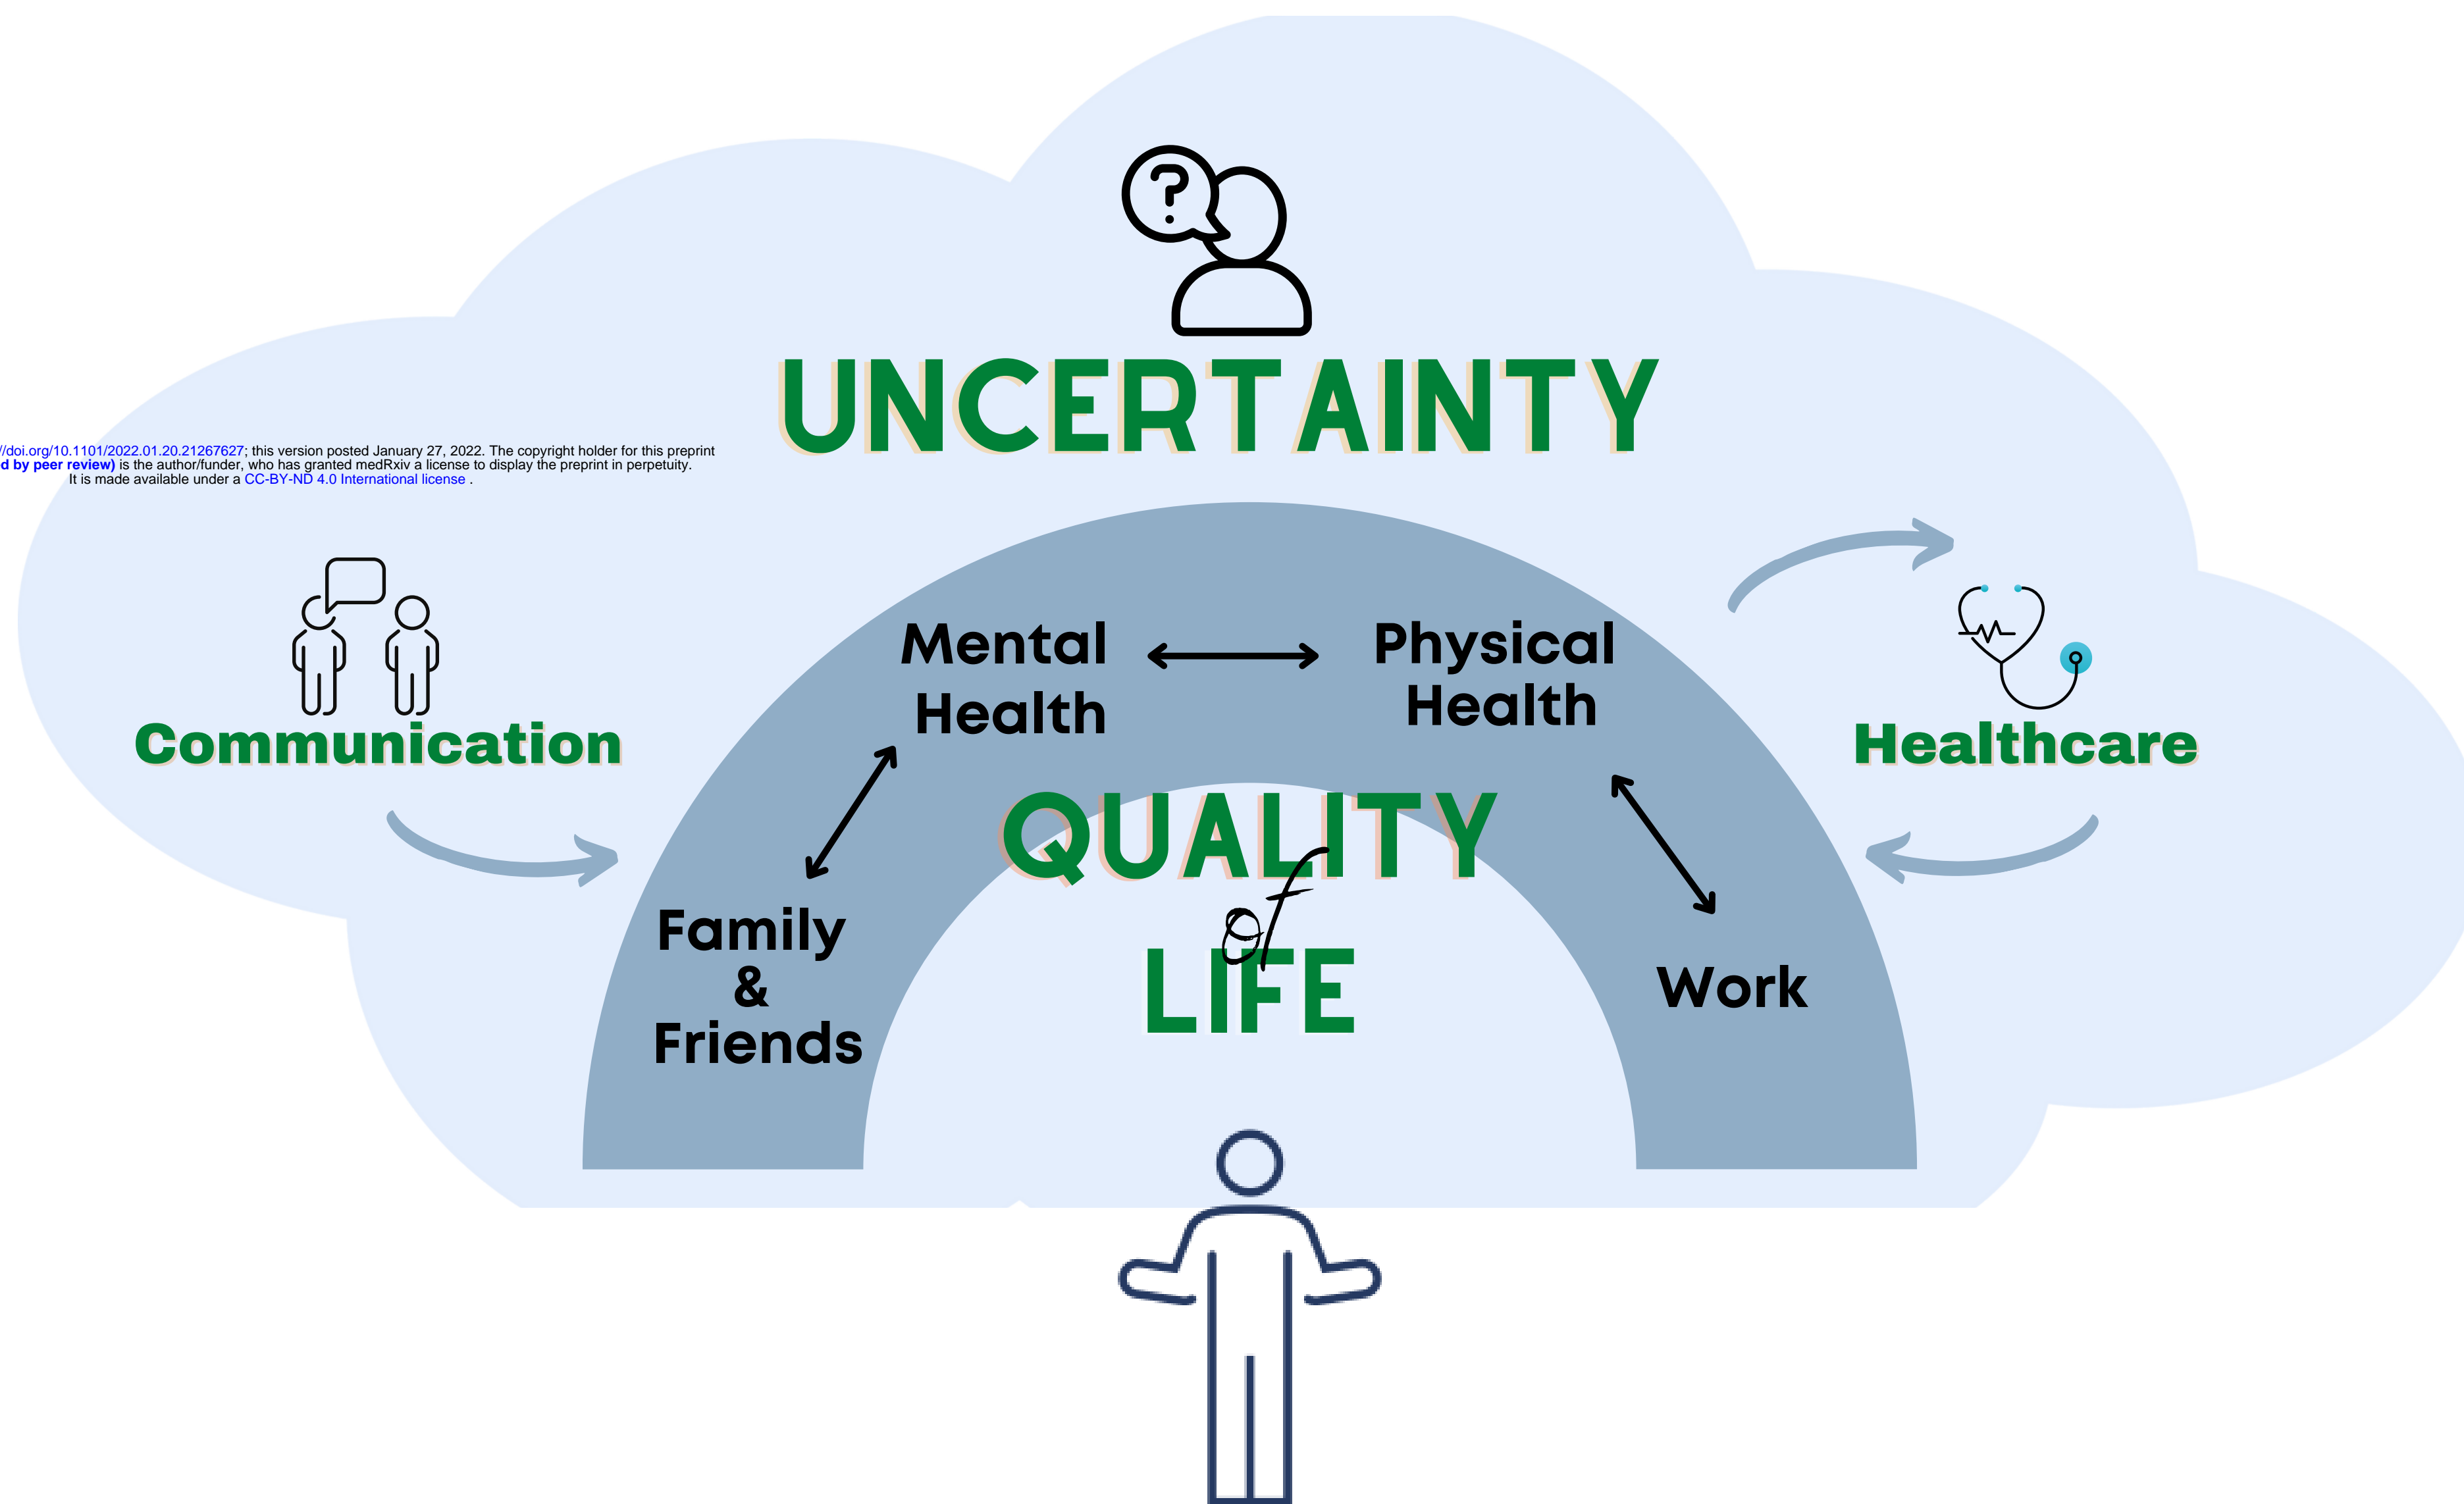 ?
UNCERTAINTY
//doi.org/10.1101/2022.01.20.21267627; this version posted January 27, 2022. The copyright holder for this preprint
ed by peer review) is the author/funder, who has granted medRxiv a license to display the preprint in perpetuity.
It is made available under a CC-BY-ND 4.0 International license .
Communication
Mental
Health
Physical
Health
Healthcare
QUALITY
of
LIFE
Family
&
Friends
Work